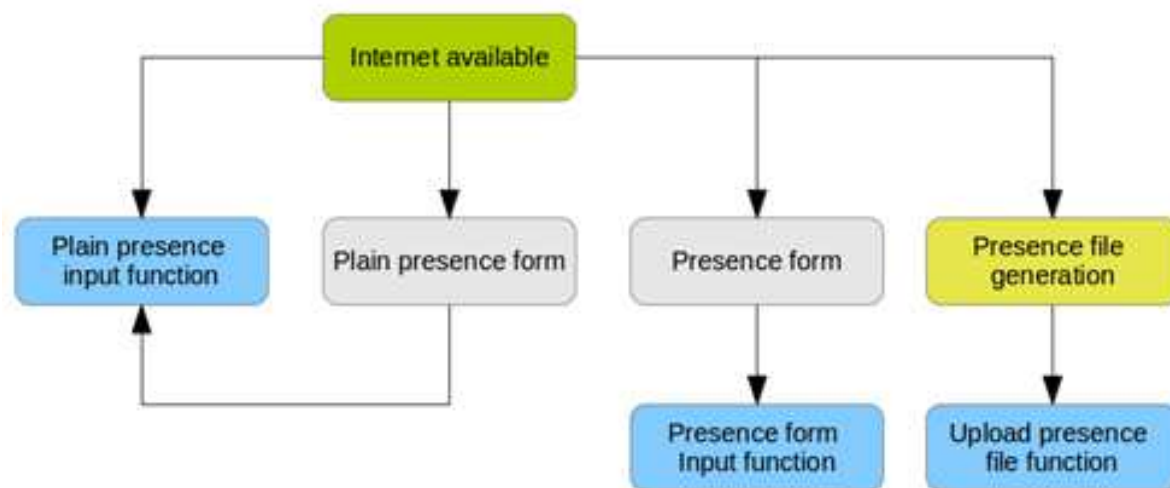 Internet available
Plain presence
input function
Plain presence form
Presence form
Presence file
generation
Presence form
Input function
Upload presence
file function